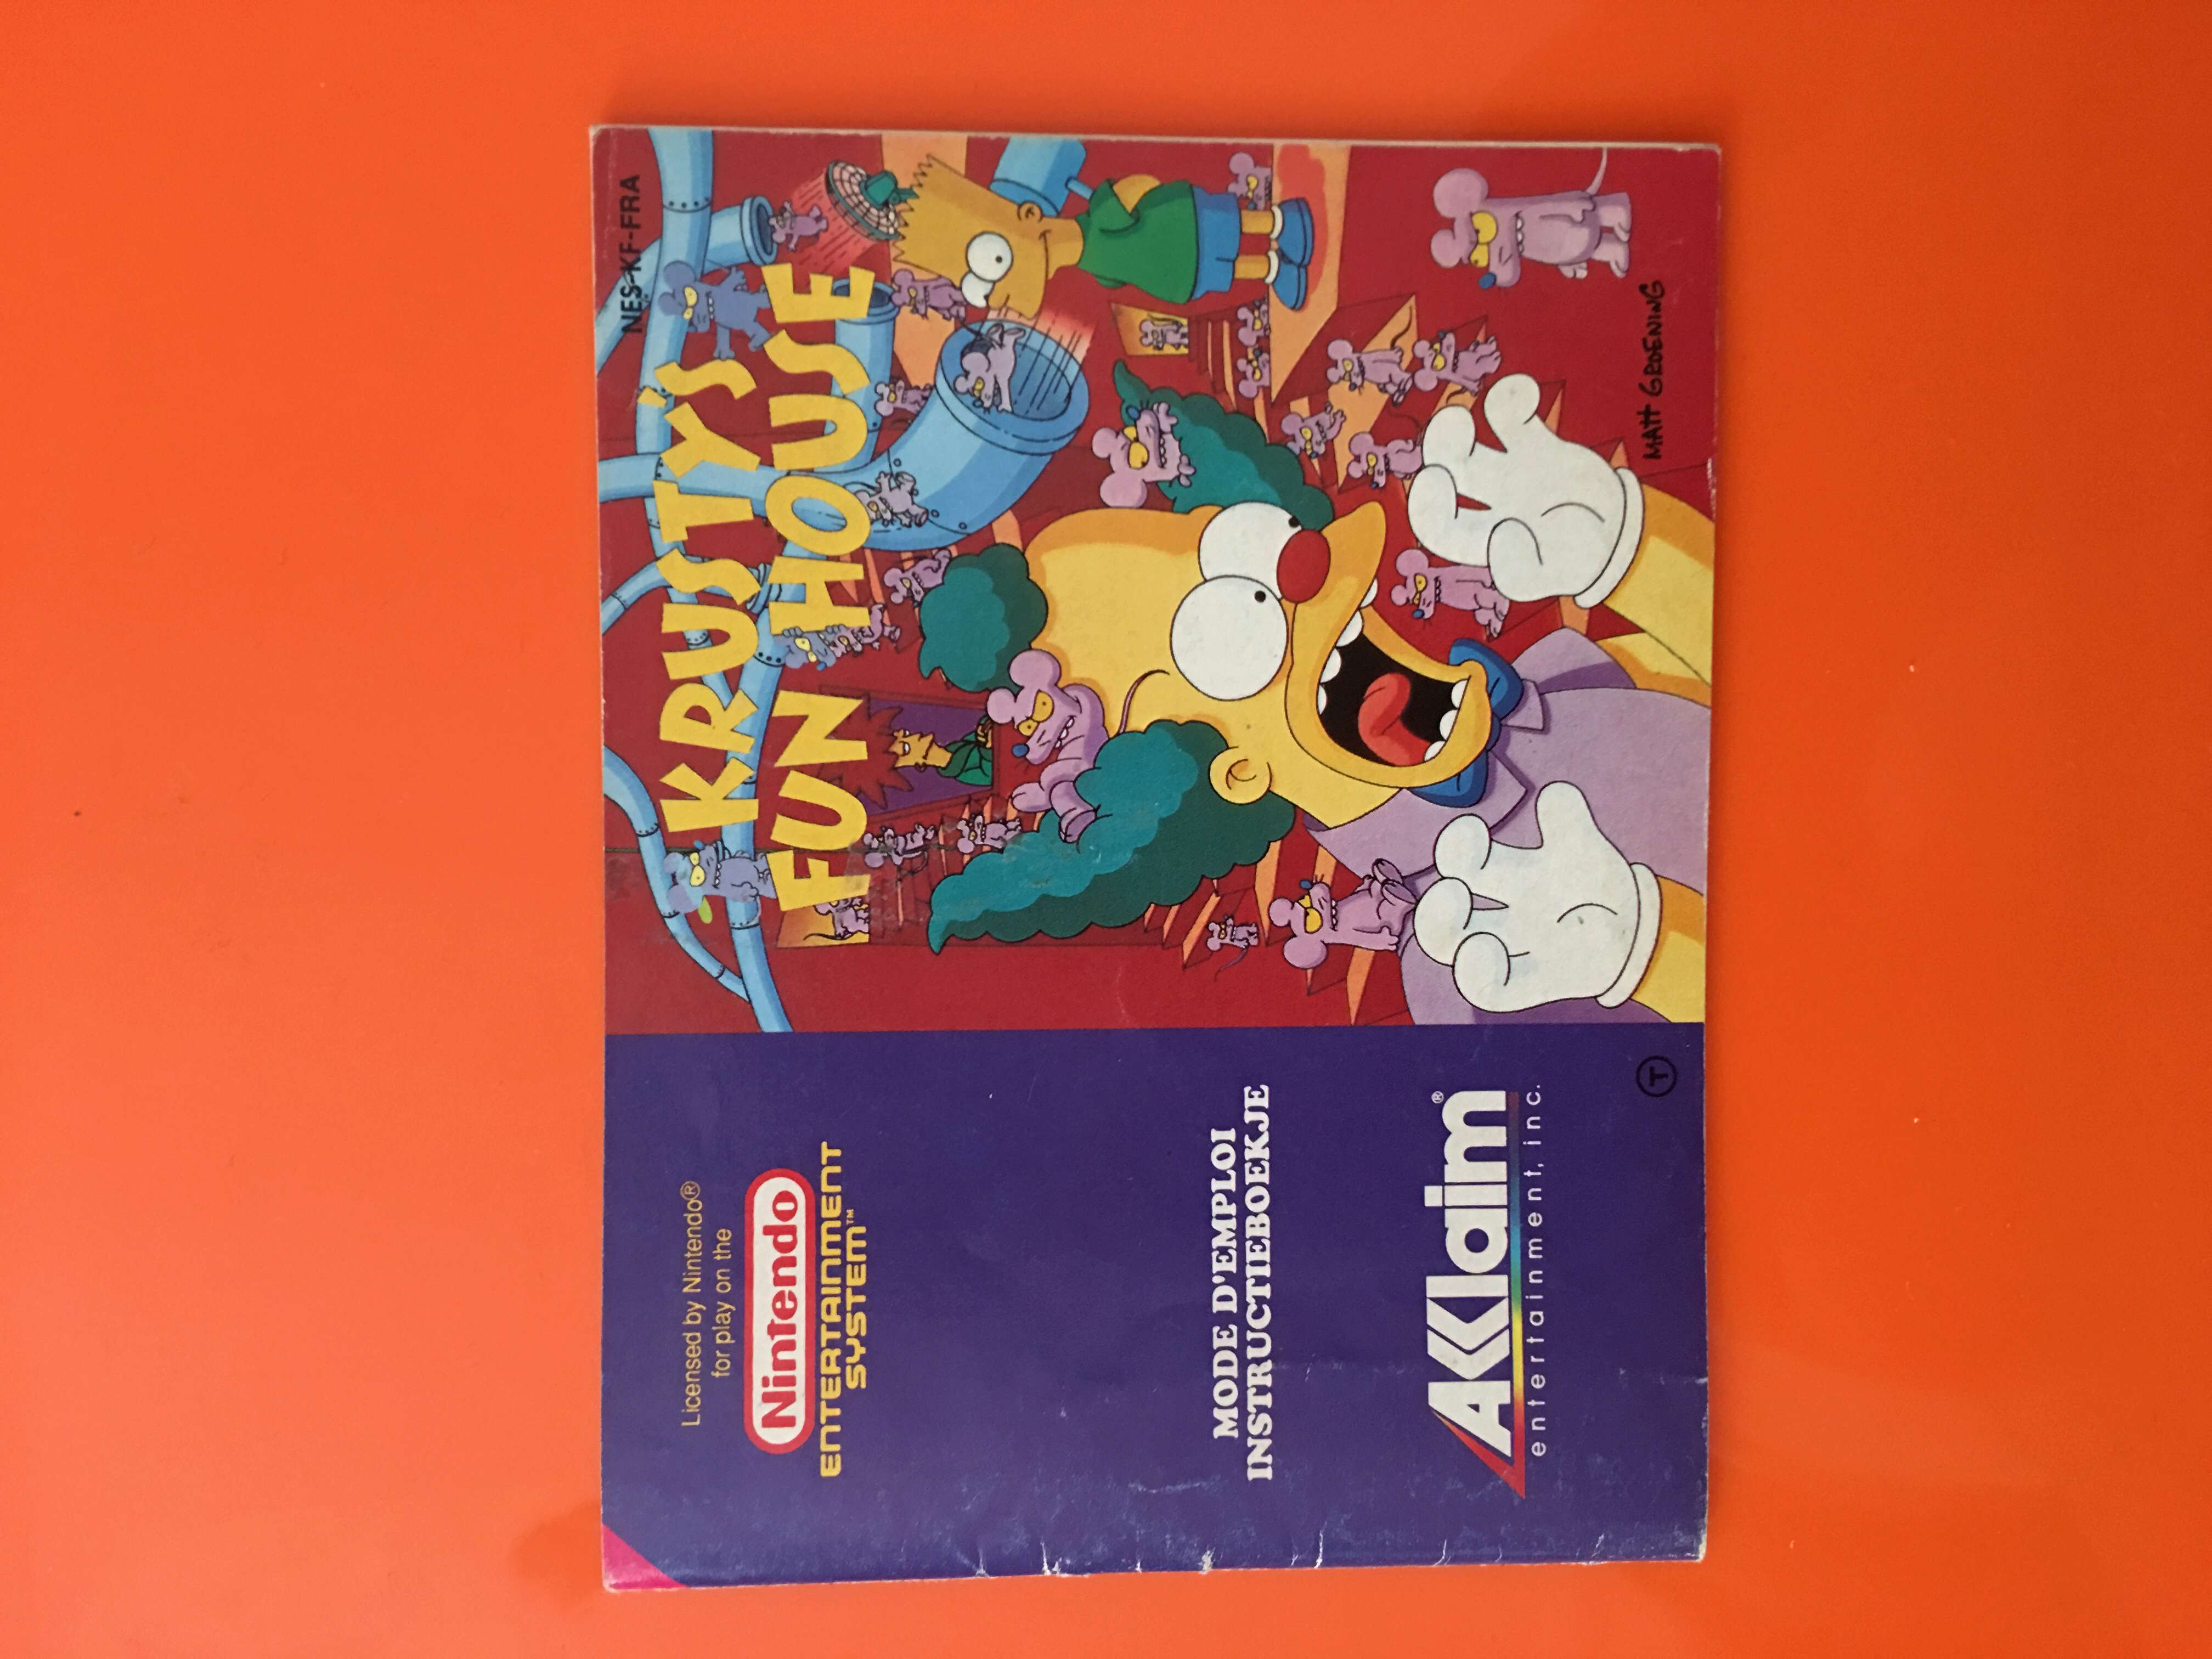 Licensed by Nintendo®
for play on the
Nintendo
ENTERTAINMENT
SYSTEM™
MODE D'EMPLOI
INSTRUCTIEBOEKJE
AKlaim®
entertainment, inc.
T
NES-KF-FRA
KRUSTY'S
FUN HOUSE
MATT GROENING